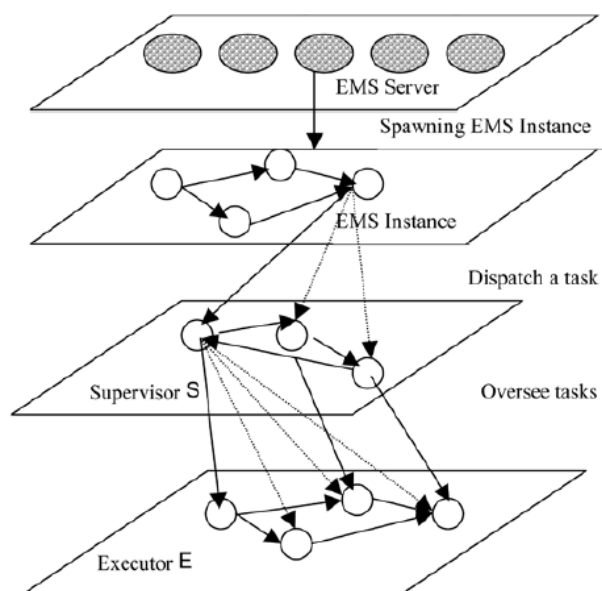 EMS Server
Spawning EMS Instance
EMS Instance
Dispatch a task
Supervisor S
Oversee tasks
Executor E